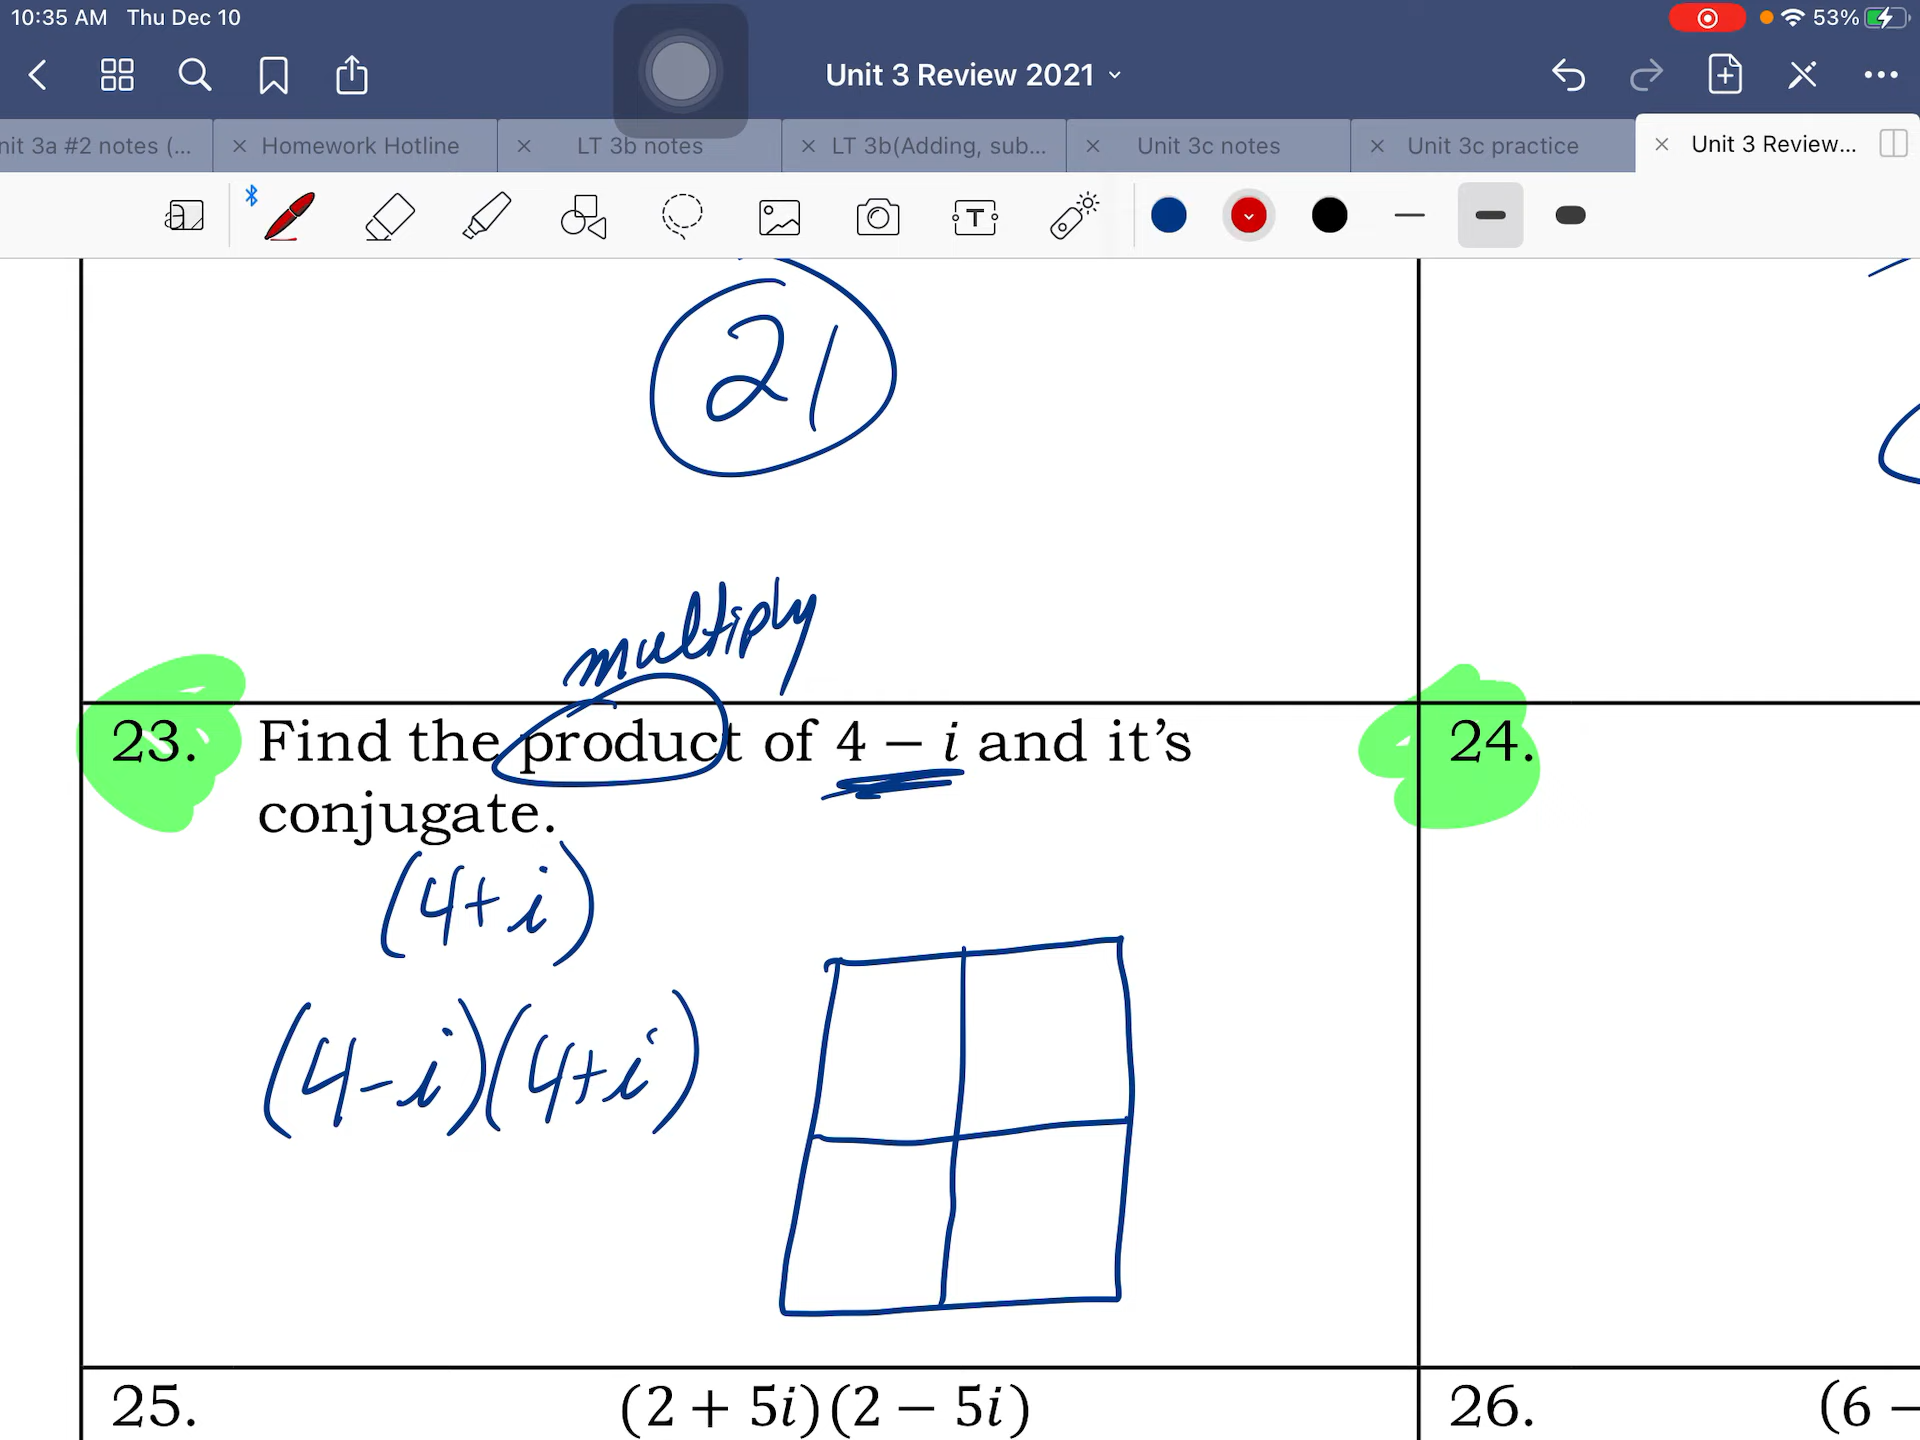 10:35 AM Thu Dec 10
53%
Unit 3 Review 2021
nit 3a #2 notes (...
Homework Hotline
LT 3b notes
LT 3b(Adding, sub...
Unit 3c notes
Unit 3c practice
Unit 3 Review...
21
multiply
23. Find the product of 4 − i and it’s
conjugate.
24.
(4+i)
(4-i)(4+i)
25. (2 + 5i)(2 − 5i)
26. (6 −